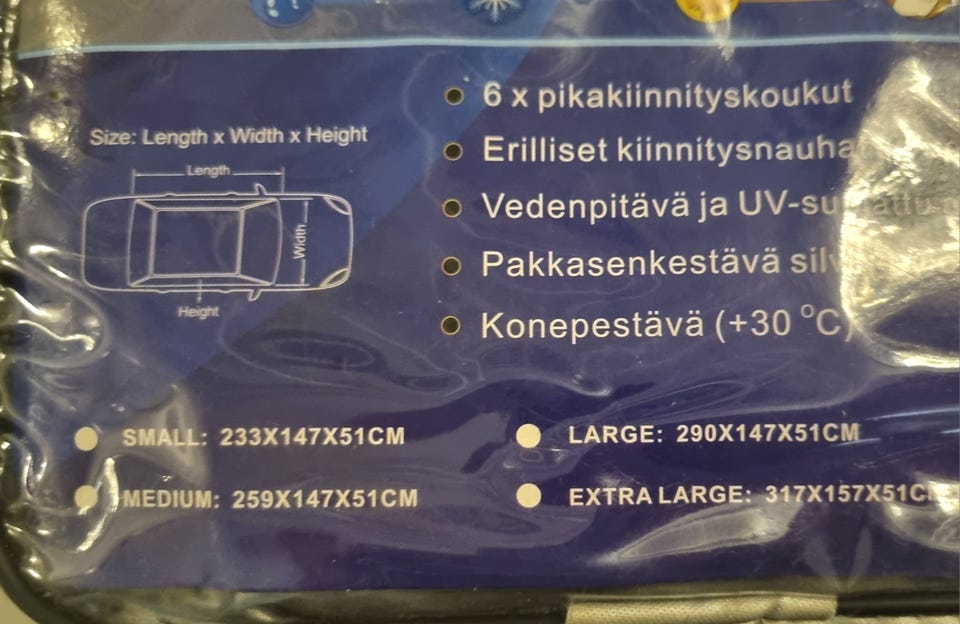 6 x pikakiinnityskoukut
Size: Length x Width x Height
Erilliset kiinnitysnauha
Length
Vedenpitävä ja UV-su
Width
Pakkasenkestävä sil
Height
Konepestävä (+30 °C)
SMALL: 233X147X51CM
LARGE: 290X147X51CM
MEDIUM: 259X147X51CM
EXTRA LARGE: 317X157X51C